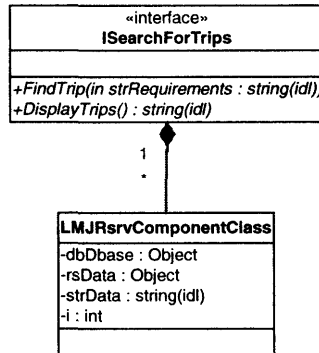 «interface»
ISearchForTrips
+FindTrip(in strRequirements : string(idl))
+DisplayTrips() : string(idl)
1
*
LMJRsrvComponentClass
-dbDbase : Object
-rsData : Object
-strData : string(idl)
-i : int